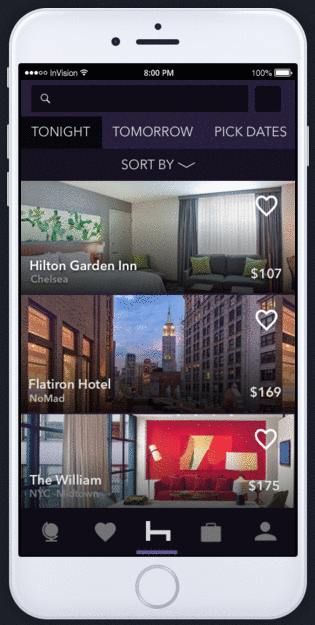 InVision 8:00 PM 100%
TONIGHT TOMORROW PICK DATES
SORT BY
Hilton Garden Inn
Chelsea
$107
Flatiron Hotel
NoMad
$169
The William
NYC-Midtown
$175